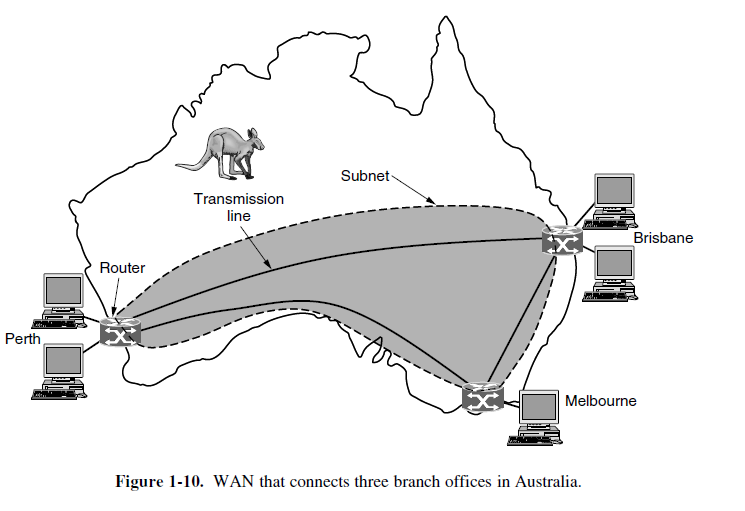 Subnet
Transmission
line
Brisbane
Router
Perth
Melbourne
Figure 1-10. WAN that connects three branch offices in Australia.